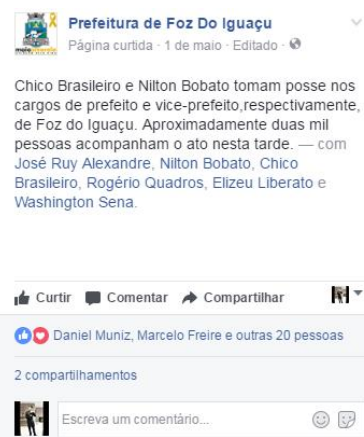 Prefeitura de Foz Do Iguaçu
Página curtida · 1 de maio · Editado ·
Chico Brasileiro e Nilton Bobato tomam posse nos
cargos de prefeito e vice-prefeito,respectivamente,
de Foz do Iguaçu. Aproximadamente duas mil
pessoas acompanham o ato nesta tarde. — com
José Ruy Alexandre, Nilton Bobato, Chico
Brasileiro, Rogério Quadros, Elizeu Liberato e
Washington Sena.
Curtir Comentar Compartilhar
Daniel Muniz, Marcelo Freire e outras 20 pessoas
2 compartilhamentos
Escreva um comentário...